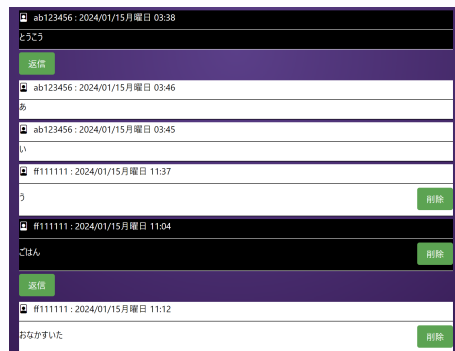 ab123456 : 2024/01/15月曜日 03:38
とうこう
返信
ab123456 : 2024/01/15月曜日 03:46
あ
ab123456 : 2024/01/15月曜日 03:45
い
ff111111 : 2024/01/15月曜日 11:37
う
削除
ff111111 : 2024/01/15月曜日 11:04
ごはん
削除
返信
ff111111 : 2024/01/15月曜日 11:12
おなかすいた
削除